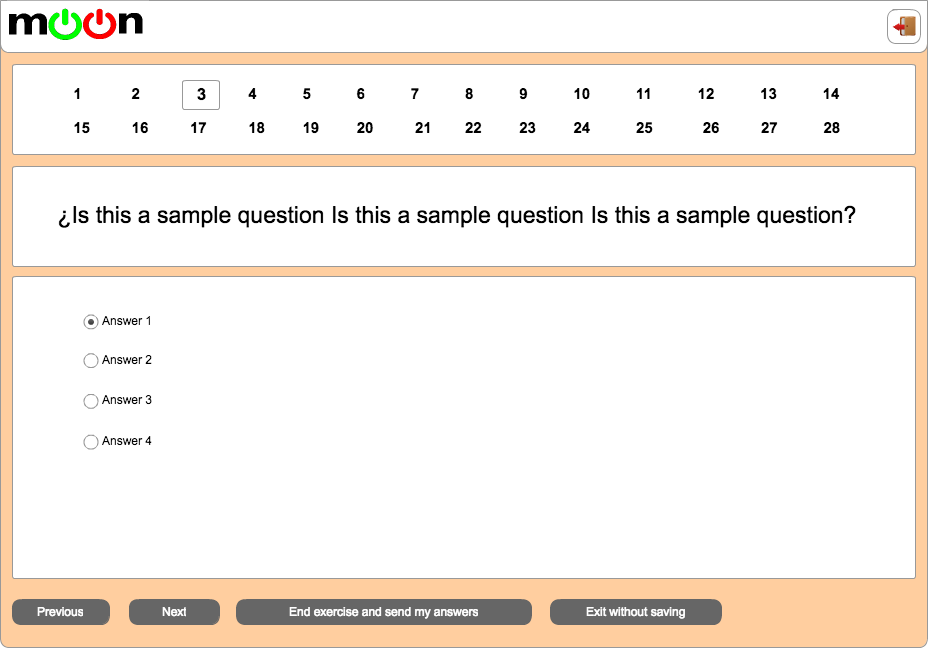 moon
1 2 3 4 5 6 7 8 9 10 11 12 13 14
15 16 17 18 19 20 21 22 23 24 25 26 27 28
¿Is this a sample question Is this a sample question Is this a sample question?
Answer 1
Answer 2
Answer 3
Answer 4
Previous Next End exercise and send my answers Exit without saving